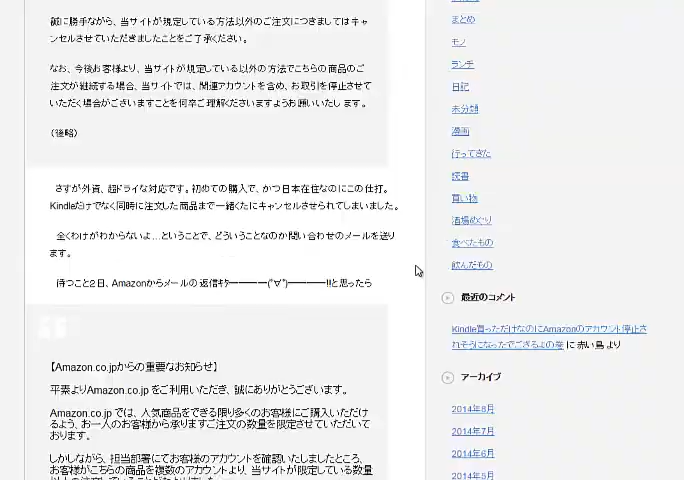 誠に勝手ながら、当サイトが規定している方法以外のご注文につきましてはキャ
ンセルさせていただきましたことをご了承ください。
なお、今後お客様より、当サイトが規定している以外の方法でこちらの商品のご
注文が継続する場合、当サイトでは、関連アカウントを含め、お取引を停止させて
いただく場合がございますことを何卒ご理解くださいますようお願いいたします。
(後略)
さすが外資、超ドライな対応です。初めての購入で、かつ日本在住なのにこの仕打。
Kindleだけでなく同時に注文した商品まで一緒くたにキャンセルさせられてしまいました。
全くわけがわからないよ…ということで、どういうことなのか問い合わせのメールを送り
ます。
待つこと2日、Amazonからメールの返信ｷﾀ━━━━(ﾟ∀ﾟ)━━━━!!と思ったら
【Amazon.co.jpからの重要なお知らせ】
平素よりAmazon.co.jp をご利用いただき、誠にありがとうございます。
Amazon.co.jp では、人気商品をできる限り多くのお客様にご購入いただけ
るよう、お一人のお客様から承りますご注文の数量を限定させていただいて
おります。
しかしながら、担当部署にてお客様のアカウントを確認いたしましたところ、
お客様がこちらの商品を複数のアカウントより、当サイトが限定している数量
まとめ
モノ
ランチ
日記
未分類
漫画
行ってきた
読書
買い物
酒場めぐり
食べたもの
飲んだもの
最近のコメント
Kindle買っただけなのにAmazonのアカウント停止さ
れそうになったでござるよの巻 に 赤い鳥 より
アーカイブ
2014年8月
2014年7月
2014年6月
2014年5月